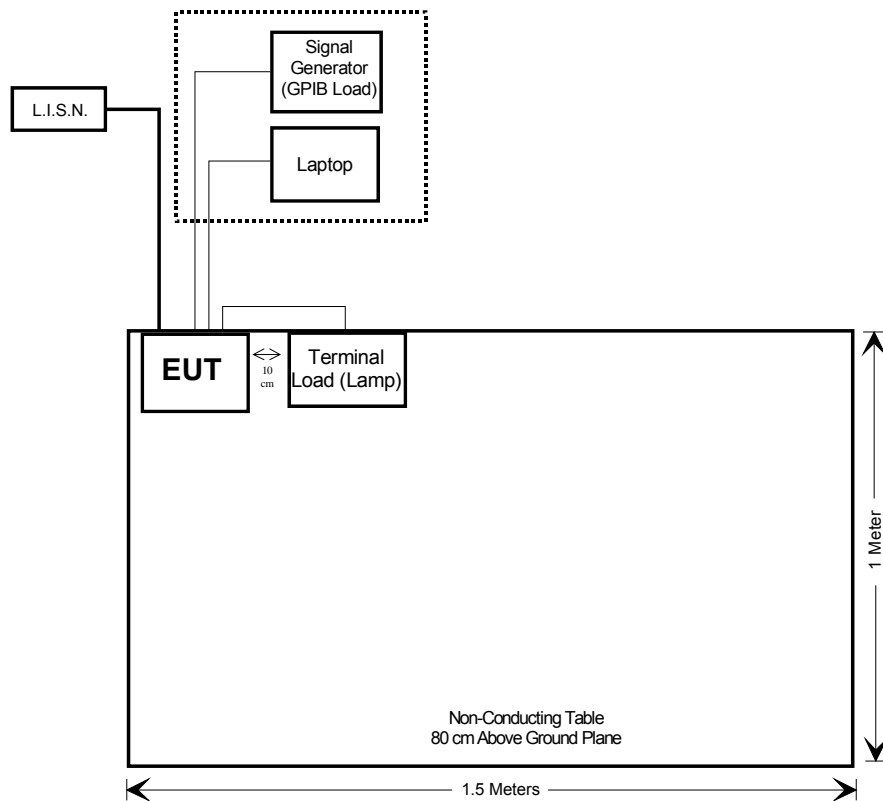 Signal
Generator
(GPIB Load)
L.I.S.N.
Laptop
EUT
10
cm
Terminal
Load (Lamp)
1 Meter
Non-Conducting Table
80 cm Above Ground Plane
1.5 Meters